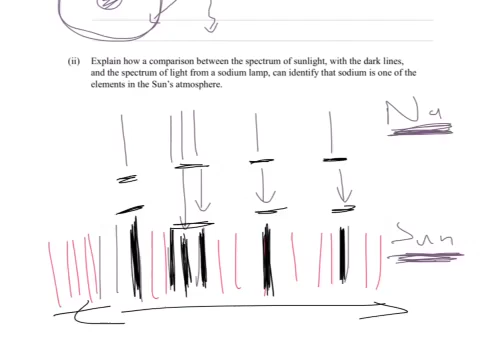 (ii) Explain how a comparison between the spectrum of sunlight, with the dark lines,
and the spectrum of light from a sodium lamp, can identify that sodium is one of the
elements in the Sun's atmosphere.
Na
Sun